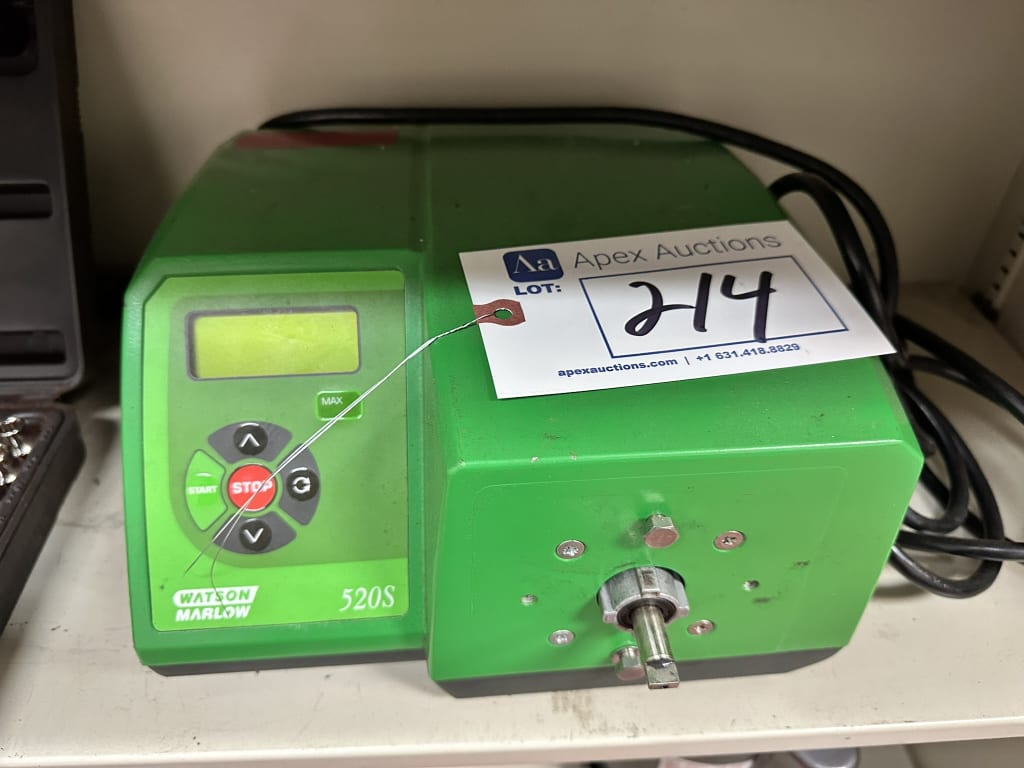 Aa Apex Auctions
LOT: 214
apexauctions.com | +1 631.418.8829
MAX
START
STOP
WATSON
MARLOW
520S